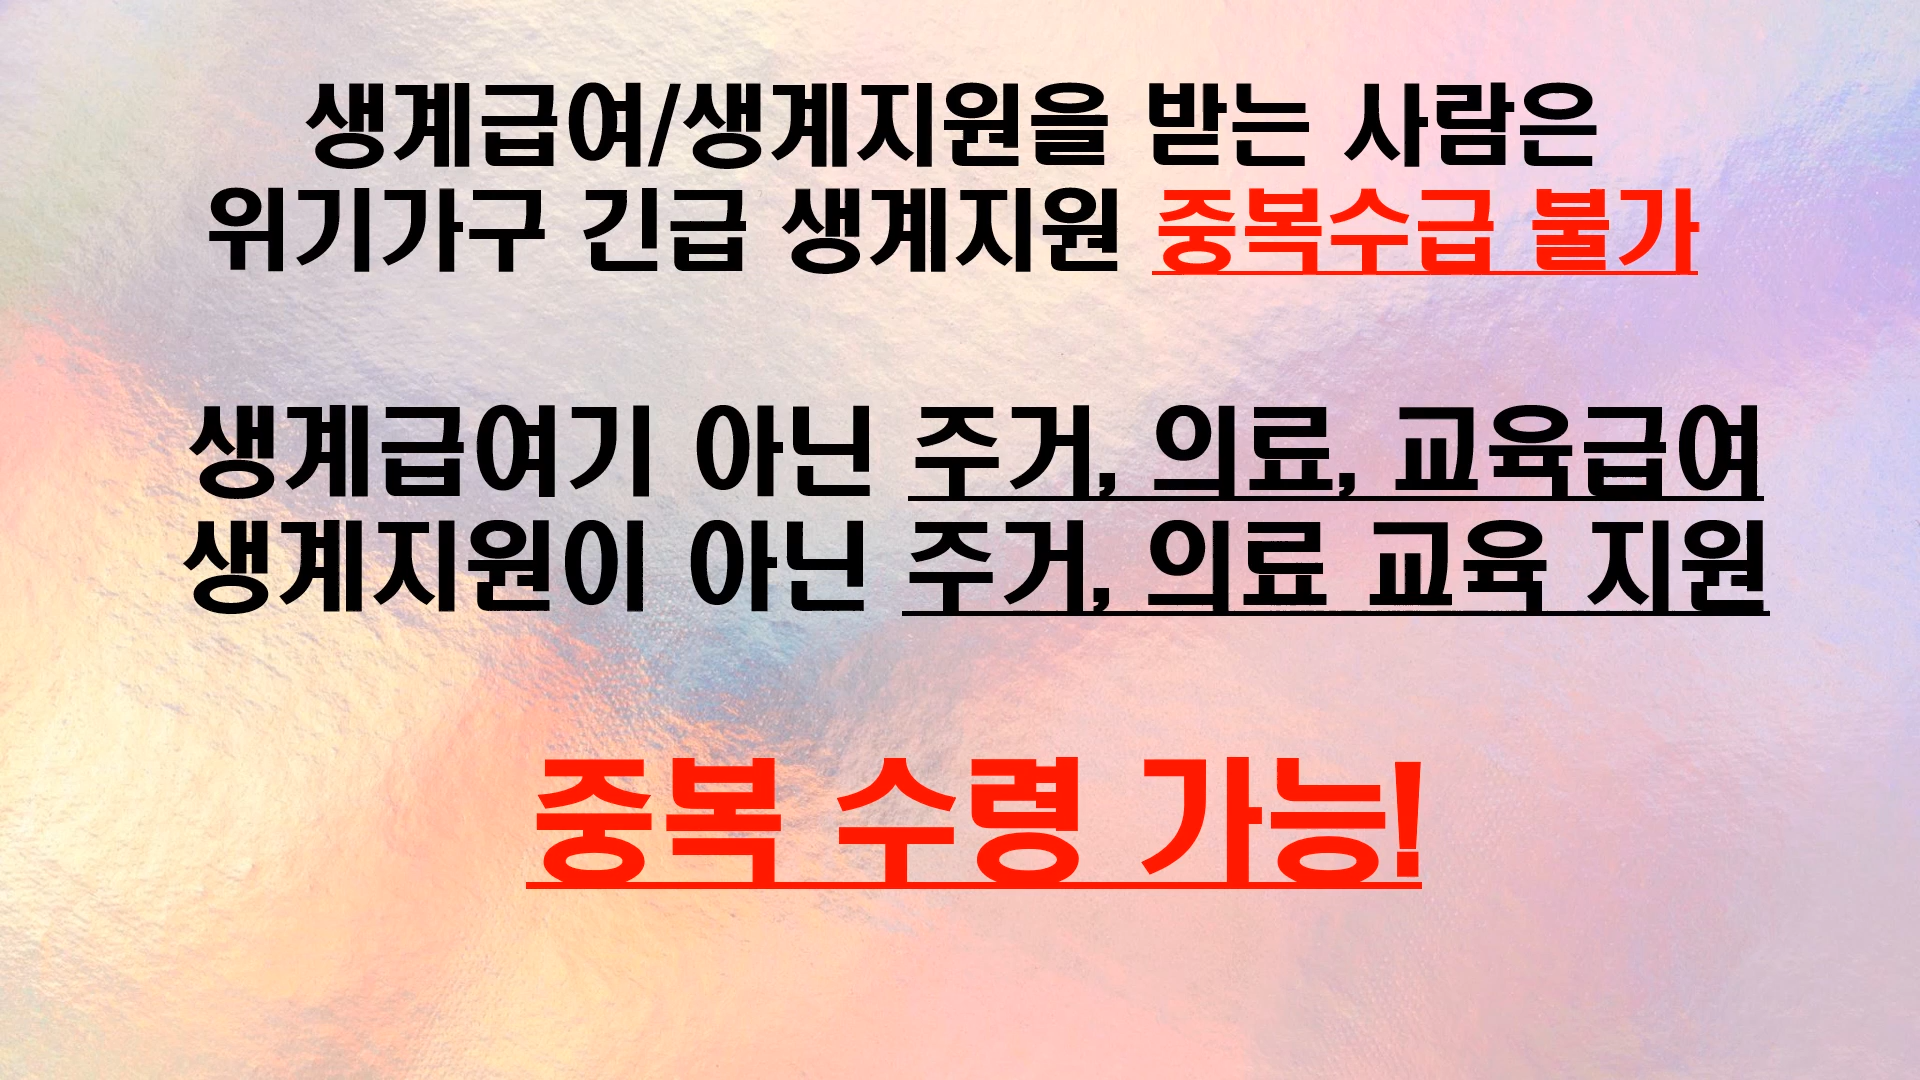 생계급여/생계지원을 받는 사람은
위기가구 긴급 생계지원 중복수급 불가
생계급여기 아닌 주거, 의료, 교육급여
생계지원이 아닌 주거, 의료 교육 지원
중복 수령 가능!